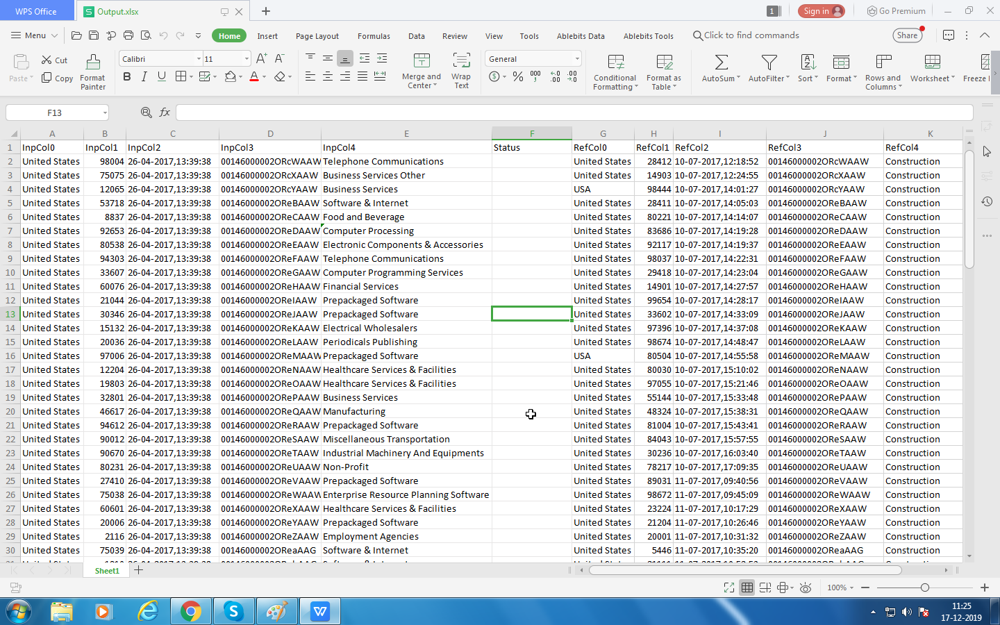 WPS Office Output.xlsx 1 Sign in Go Premium
Menu Home Insert Page Layout Formulas Data Review View Tools Ablebits Data Ablebits Tools Click to find commands Share
Paste Cut Copy Format Painter Calibri 11 Merge and Center Wrap Text General Conditional Formatting Format as Table AutoSum AutoFilter Sort Format Rows and Columns Worksheet Freeze
F13 fx
A B C D E F G H I J K
1 InpCol0 InpCol1 InpCol2 InpCol3 InpCol4 Status RefCol0 RefCol1 RefCol2 RefCol3 RefCol4
2 United States 98004 26-04-2017,13:39:38 00146000002ORcWAAW Telephone Communications United States 28412 10-07-2017,12:18:52 00146000002ORcWAAW Construction
3 United States 75075 26-04-2017,13:39:38 00146000002ORcXAAW Business Services Other United States 14903 10-07-2017,12:24:55 00146000002ORcXAAW Construction
4 United States 12065 26-04-2017,13:39:38 00146000002ORcYAAW Business Services USA 98444 10-07-2017,14:01:27 00146000002ORcYAAW Construction
5 United States 53718 26-04-2017,13:39:38 00146000002OReBAAW Software & Internet United States 28411 10-07-2017,14:05:03 00146000002OReBAAW Construction
6 United States 8837 26-04-2017,13:39:38 00146000002OReCAAW Food and Beverage United States 80221 10-07-2017,14:14:07 00146000002OReCAAW Construction
7 United States 92653 26-04-2017,13:39:38 00146000002OReDAAW Computer Processing United States 83686 10-07-2017,14:19:28 00146000002OReDAAW Construction
8 United States 80538 26-04-2017,13:39:38 00146000002OReEAAW Electronic Components & Accessories United States 92117 10-07-2017,14:19:37 00146000002OReEAAW Construction
9 United States 94303 26-04-2017,13:39:38 00146000002OReFAAW Telephone Communications United States 98037 10-07-2017,14:22:31 00146000002OReFAAW Construction
10 United States 33607 26-04-2017,13:39:38 00146000002OReGAAW Computer Programming Services United States 29418 10-07-2017,14:23:04 00146000002OReGAAW Construction
11 United States 60076 26-04-2017,13:39:38 00146000002OReHAAW Financial Services United States 14901 10-07-2017,14:27:57 00146000002OReHAAW Construction
12 United States 21044 26-04-2017,13:39:38 00146000002OReIAAW Prepackaged Software United States 99654 10-07-2017,14:28:17 00146000002OReIAAW Construction
13 United States 30346 26-04-2017,13:39:38 00146000002OReJAAW Prepackaged Software United States 33602 10-07-2017,14:33:09 00146000002OReJAAW Construction
14 United States 15132 26-04-2017,13:39:38 00146000002OReKAAW Electrical Wholesalers United States 97396 10-07-2017,14:37:08 00146000002OReKAAW Construction
15 United States 20036 26-04-2017,13:39:38 00146000002OReLAAW Periodicals Publishing United States 98674 10-07-2017,14:48:47 00146000002OReLAAW Construction
16 United States 97006 26-04-2017,13:39:38 00146000002OReMAAW Prepackaged Software USA 80504 10-07-2017,14:55:58 00146000002OReMAAW Construction
17 United States 12204 26-04-2017,13:39:38 00146000002OReNAAW Healthcare Services & Facilities United States 80030 10-07-2017,15:10:02 00146000002OReNAAW Construction
18 United States 19803 26-04-2017,13:39:38 00146000002OReOAAW Healthcare Services & Facilities United States 97055 10-07-2017,15:21:46 00146000002OReOAAW Construction
19 United States 32801 26-04-2017,13:39:38 00146000002ORePAAW Business Services United States 55144 10-07-2017,15:33:48 00146000002ORePAAW Construction
20 United States 46617 26-04-2017,13:39:38 00146000002OReQAAW Manufacturing United States 48324 10-07-2017,15:38:31 00146000002OReQAAW Construction
21 United States 94612 26-04-2017,13:39:38 00146000002OReRAAW Prepackaged Software United States 81004 10-07-2017,15:43:41 00146000002OReRAAW Construction
22 United States 90012 26-04-2017,13:39:38 00146000002OReSAAW Miscellaneous Transportation United States 84043 10-07-2017,15:57:55 00146000002OReSAAW Construction
23 United States 90670 26-04-2017,13:39:38 00146000002OReTAAW Industrial Machinery And Equipments United States 30236 10-07-2017,16:03:40 00146000002OReTAAW Construction
24 United States 80231 26-04-2017,13:39:38 00146000002OReUAAW Non-Profit United States 78217 10-07-2017,17:09:35 00146000002OReUAAW Construction
25 United States 27410 26-04-2017,13:39:38 00146000002OReVAAW Prepackaged Software United States 89031 11-07-2017,09:40:56 00146000002OReVAAW Construction
26 United States 75038 26-04-2017,13:39:38 00146000002OReWAAW Enterprise Resource Planning Software United States 98672 11-07-2017,09:45:09 00146000002OReWAAW Construction
27 United States 60601 26-04-2017,13:39:38 00146000002OReXAAW Healthcare Services & Facilities United States 23224 11-07-2017,10:17:29 00146000002OReXAAW Construction
28 United States 20006 26-04-2017,13:39:38 00146000002OReYAAW Prepackaged Software United States 21204 11-07-2017,10:26:46 00146000002OReYAAW Construction
29 United States 2116 26-04-2017,13:39:38 00146000002OReZAAW Employment Agencies United States 20001 11-07-2017,10:31:32 00146000002OReZAAW Construction
30 United States 75039 26-04-2017,13:39:38 00146000002OReaAAG Software & Internet United States 5446 11-07-2017,10:35:20 00146000002OReaAAG Construction
Sheet1
100%
11:25
17-12-2019